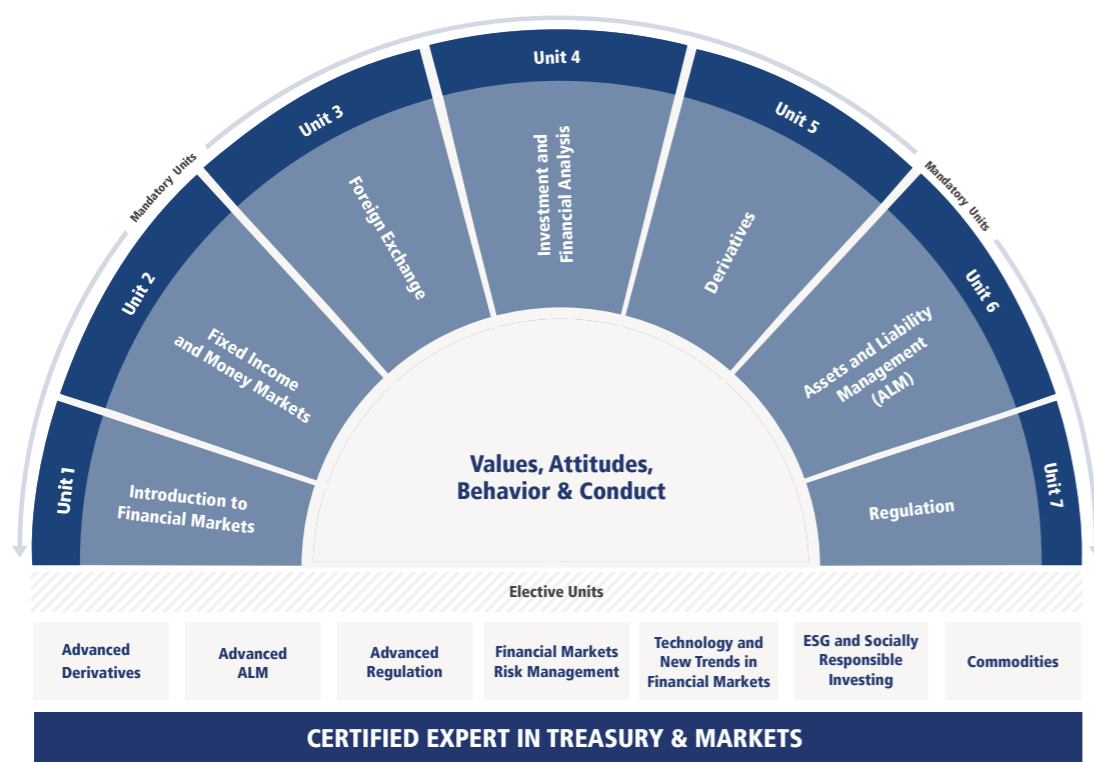 Mandatory Units
Mandatory Units
Unit 1
Introduction to
Financial Markets
Unit 2
Fixed Income
and Money Markets
Unit 3
Foreign Exchange
Unit 4
Investment and
Financial Analysis
Unit 5
Derivatives
Unit 6
Assets and Liability
Management
(ALM)
Unit 7
Regulation
Values, Attitudes,
Behavior & Conduct
Elective Units
Advanced
Derivatives
Advanced
ALM
Advanced
Regulation
Financial Markets
Risk Management
Technology and
New Trends in
Financial Markets
ESG and Socially
Responsible
Investing
Commodities
CERTIFIED EXPERT IN TREASURY & MARKETS